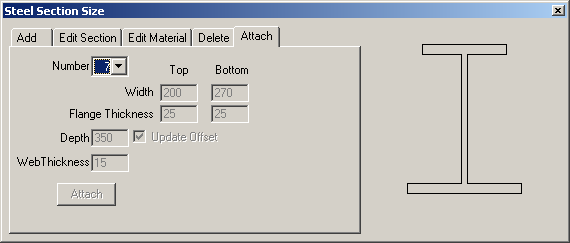 Steel Section Size
Add Edit Section Edit Material Delete Attach
Number 7 Top Bottom
Width 200 270
Flange Thickness 25 25
Depth 350 Update Offset
WebThickness 15
Attach